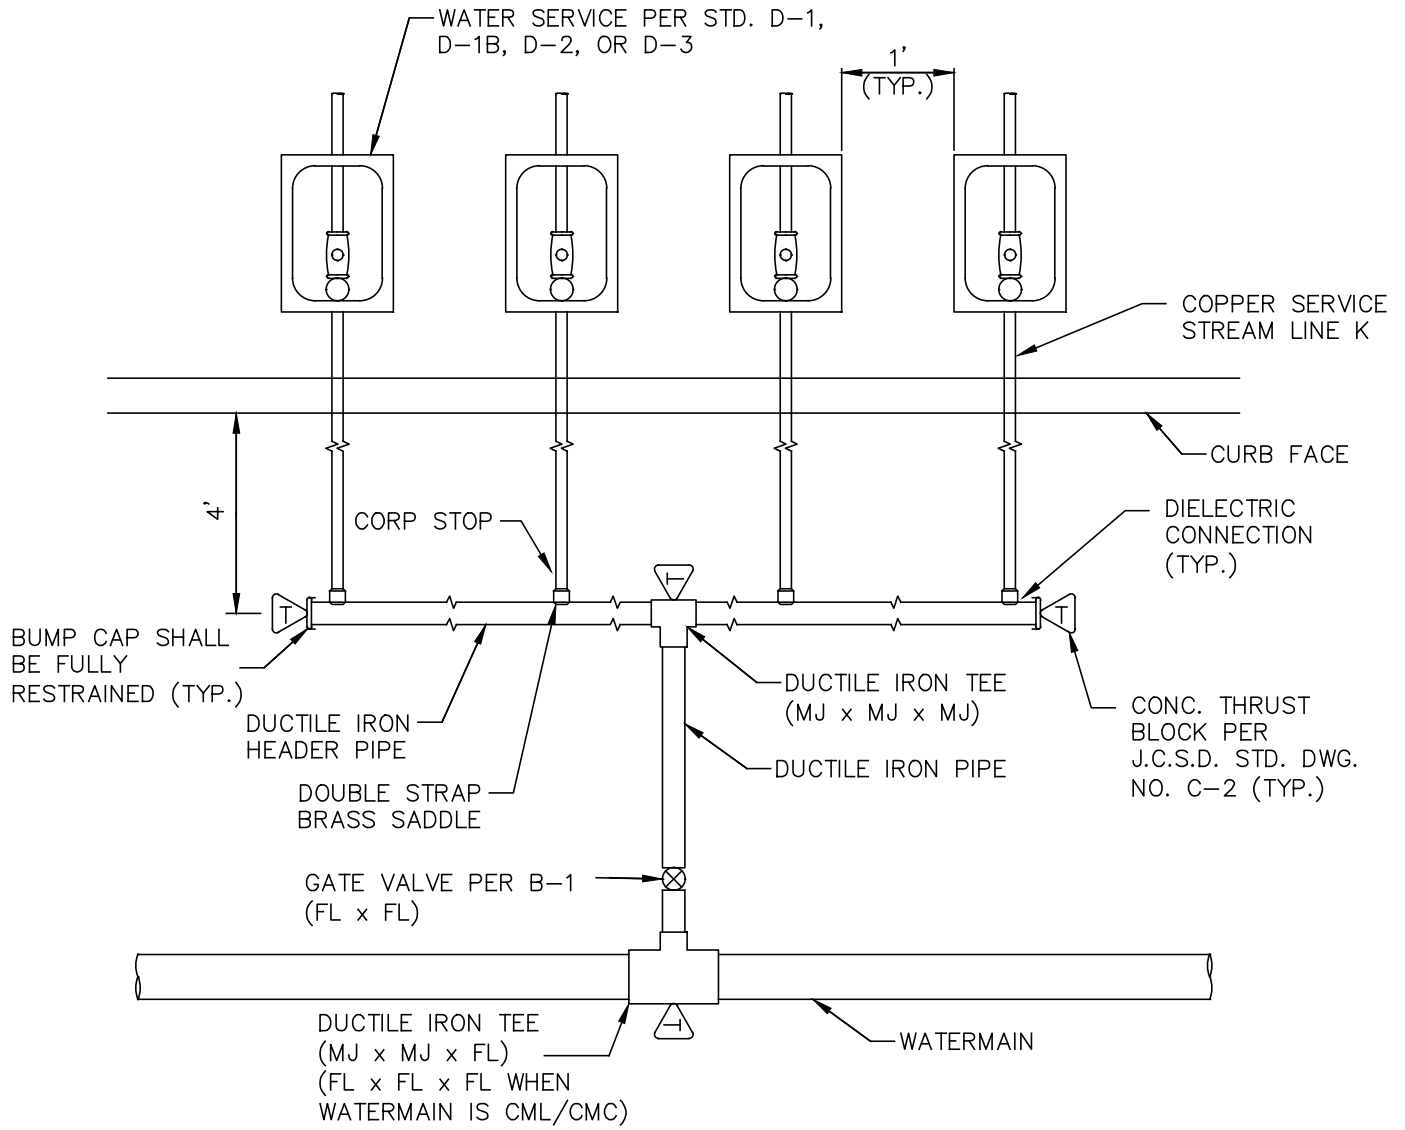 WATER SERVICE PER STD. D-1,
D-1B, D-2, OR D-3
1'
(TYP.)
COPPER SERVICE
STREAM LINE K
CURB FACE
4'
CORP STOP
DIELECTRIC
CONNECTION
(TYP.)
T
T
T
BUMP CAP SHALL
BE FULLY
RESTRAINED (TYP.)
DUCTILE IRON
HEADER PIPE
DUCTILE IRON TEE
(MJ x MJ x MJ)
CONC. THRUST
BLOCK PER
J.C.S.D. STD. DWG.
NO. C-2 (TYP.)
DUCTILE IRON PIPE
DOUBLE STRAP
BRASS SADDLE
GATE VALVE PER B-1
(FL x FL)
T
DUCTILE IRON TEE
(MJ x MJ x FL)
(FL x FL x FL WHEN
WATERMAIN IS CML/CMC)
WATERMAIN